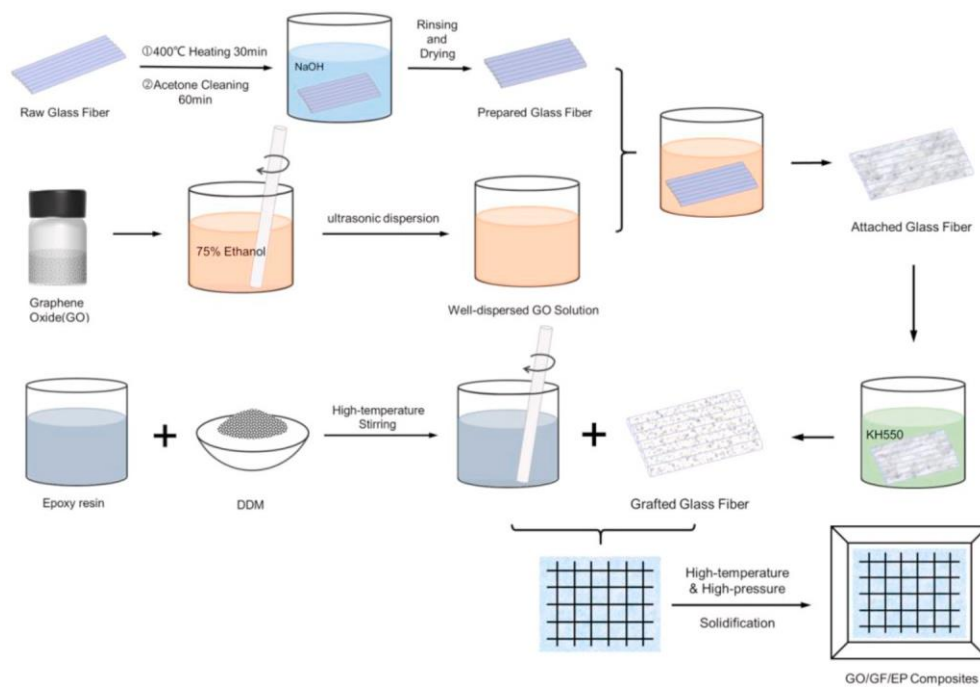 ①400℃ Heating 30min
②Acetone Cleaning
60min
Raw Glass Fiber
NaOH
Rinsing
and
Drying
Prepared Glass Fiber
Attached Glass Fiber
Graphene
Oxide(GO)
75% Ethanol
ultrasonic dispersion
Well-dispersed GO Solution
Epoxy resin
+
DDM
High-temperature
Stirring
+
Grafted Glass Fiber
KH550
High-temperature
& High-pressure
Solidification
GO/GF/EP Composites